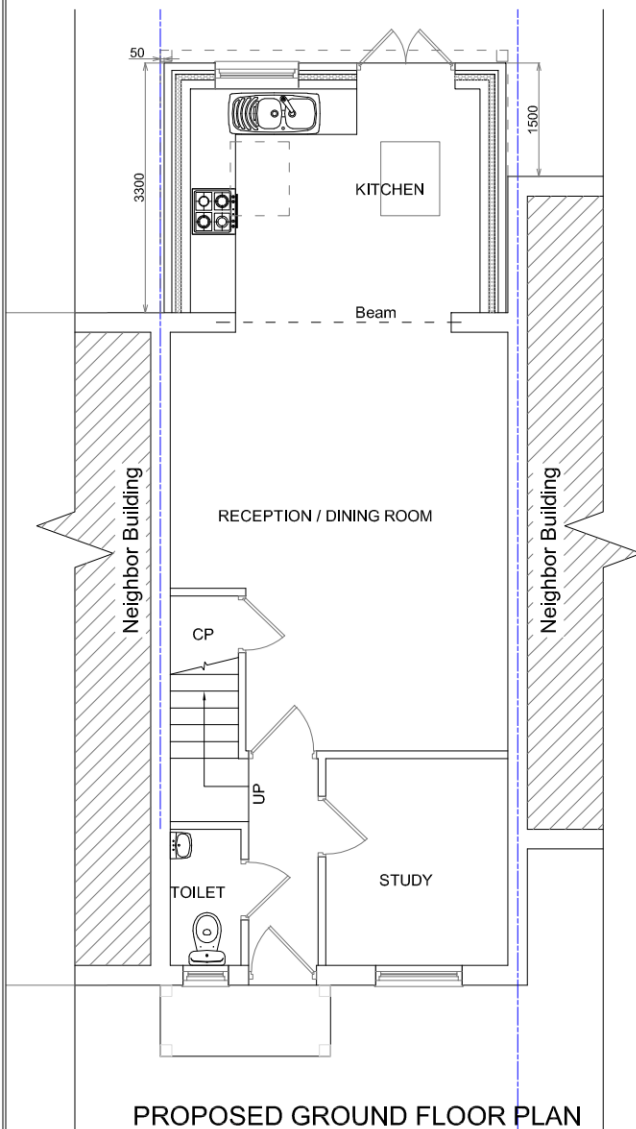 50
3300
1500
KITCHEN
Beam
RECEPTION / DINING ROOM
Neighbor Building
Neighbor Building
CP
UP
TOILET
STUDY
PROPOSED GROUND FLOOR PLAN